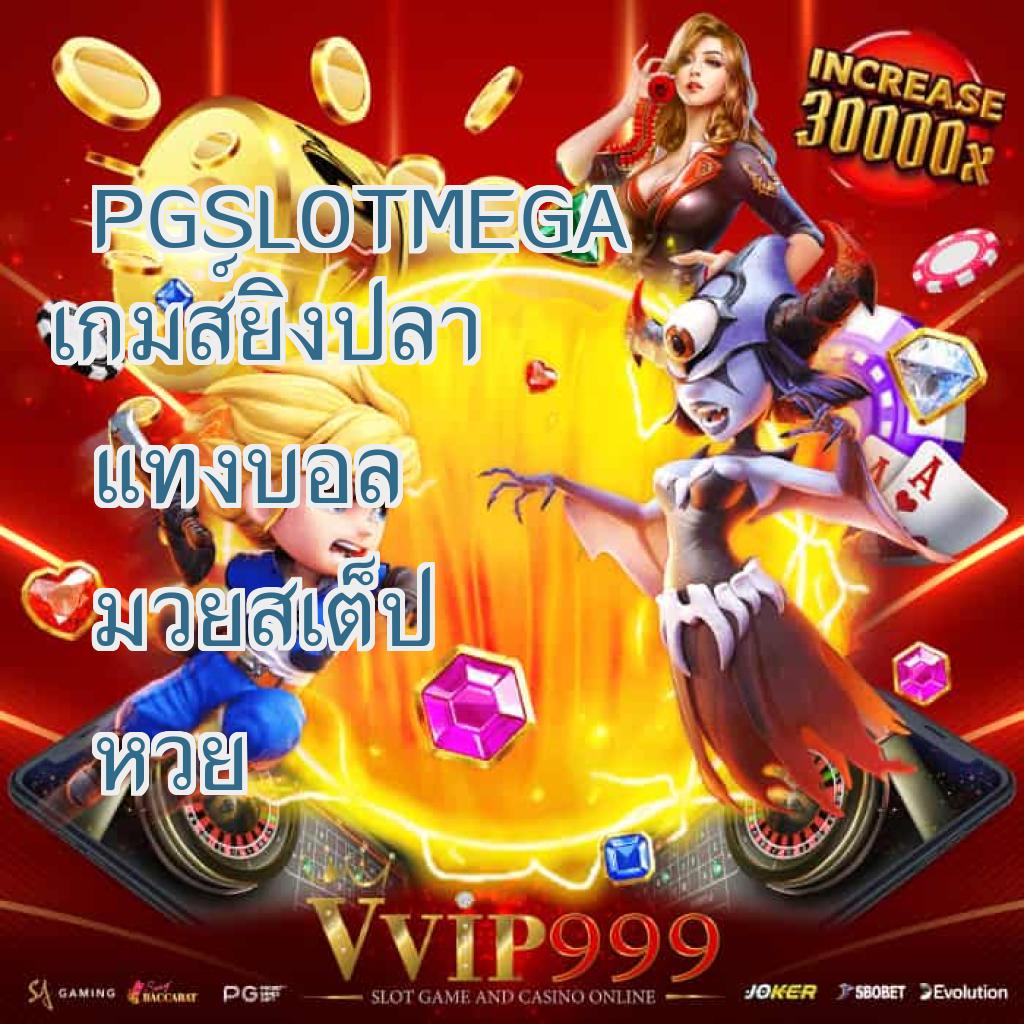 INCREASE
30000x
PGSLOTMEGA
เกมส์ยิงปลา
แทงบอล
มวยสเต็ป
หวย
A
A
VVIP999
SLOT GAME AND CASINO ONLINE
SA GAMING
Sexy BACCARAT
PG
JOKER
SBOBET
Evolution